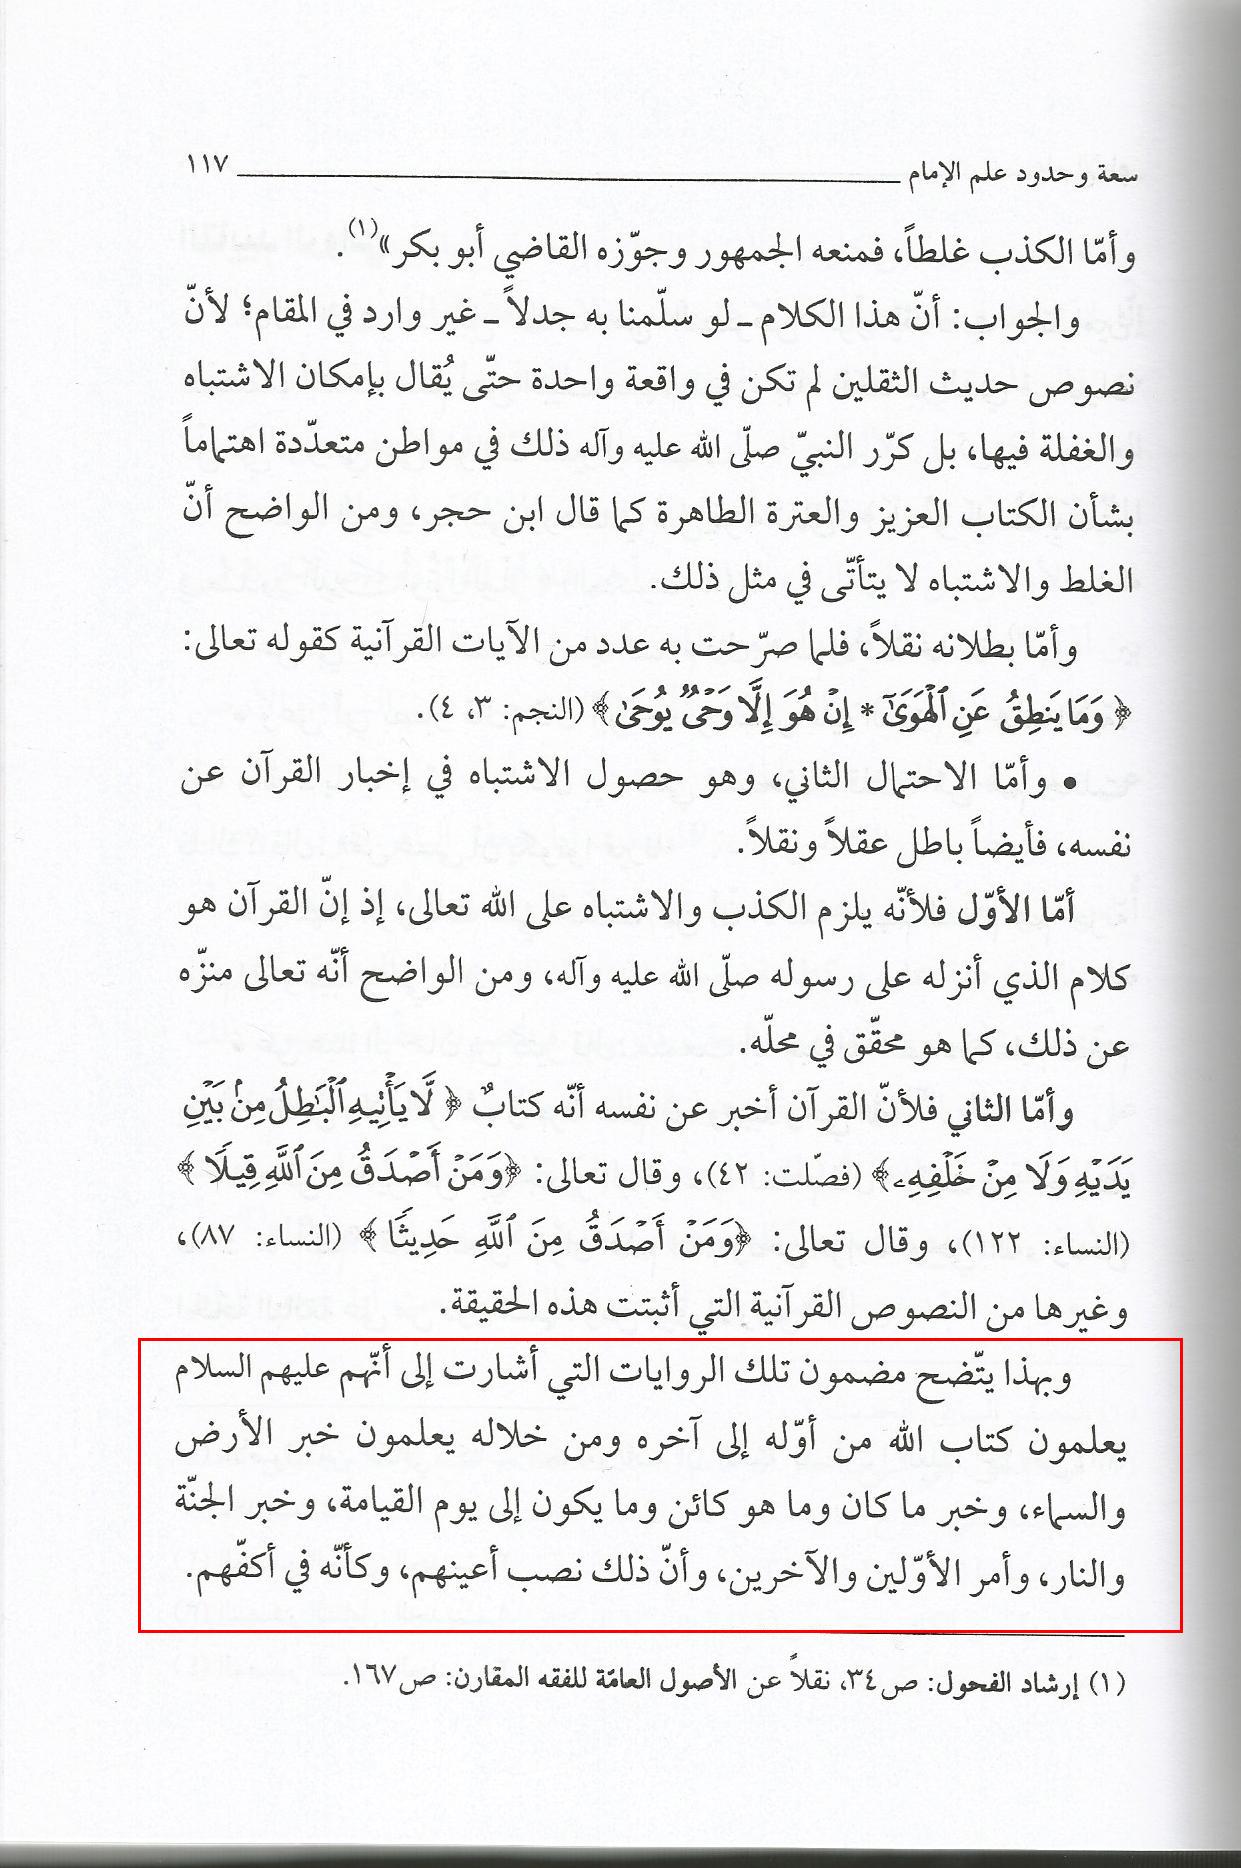 سعة وحدود علم الإمام ١١٧
وأمّا الكذب غلطاً، فمنعه الجمهور وجوّزه القاضي أبو بكر»(١).
والجواب: أنّ هذا الكلام ـ لو سلّمنا به جدلاً ـ غير وارد في المقام؛ لأنّ
نصوص حديث الثقلين لم تكن في واقعة واحدة حتّى يُقال بإمكان الاشتباه
والغفلة فيها، بل كرّر النبيّ صلّى الله عليه وآله ذلك في مواطن متعدّدة اهتماماً
بشأن الكتاب العزيز والعترة الطاهرة كما قال ابن حجر، ومن الواضح أنّ
الغلط والاشتباه لا يتأتّى في مثل ذلك.
وأمّا بطلانه نقلاً، فلما صرّحت به عدد من الآيات القرآنية كقوله تعالى:
﴿وَمَا يَنطِقُ عَنِ ٱلْهَوَىٰٓ * إِنْ هُوَ إِلَّا وَحْىٌ يُوحَىٰ﴾ (النجم: ٣، ٤).
• وأمّا الاحتمال الثاني، وهو حصول الاشتباه في إخبار القرآن عن
نفسه، فأيضاً باطل عقلاً ونقلاً.
أمّا الأوّل فلأنّه يلزم الكذب والاشتباه على الله تعالى، إذ إنّ القرآن هو
كلام الذي أنزله على رسوله صلّى الله عليه وآله، ومن الواضح أنّه تعالى منزّه
عن ذلك، كما هو محقّق في محلّه.
وأمّا الثاني فلأنّ القرآن أخبر عن نفسه أنّه كتابٌ ﴿لَّا يَأْتِيهِ ٱلْبَٰطِلُ مِنۢ بَيْنِ
يَدَيْهِ وَلَا مِنْ خَلْفِهِۦ﴾ (فصّلت: ٤٢)، وقال تعالى: ﴿وَمَنْ أَصْدَقُ مِنَ ٱللَّهِ قِيلًا﴾
(النساء: ١٢٢)، وقال تعالى: ﴿وَمَنْ أَصْدَقُ مِنَ ٱللَّهِ حَدِيثًا﴾ (النساء: ٨٧)،
وغيرها من النصوص القرآنية التي أثبتت هذه الحقيقة.
وبهذا يتّضح مضمون تلك الروايات التي أشارت إلى أنّهم عليهم السلام
يعلمون كتاب الله من أوّله إلى آخره ومن خلاله يعلمون خبر الأرض
والسماء، وخبر ما كان وما هو كائن وما يكون إلى يوم القيامة، وخبر الجنّة
والنار، وأمر الأوّلين والآخرين، وأنّ ذلك نصب أعينهم، وكأنّه في أكفّهم.
(١) إرشاد الفحول: ص٣٤، نقلاً عن الأصول العامّة للفقه المقارن: ص١٦٧.